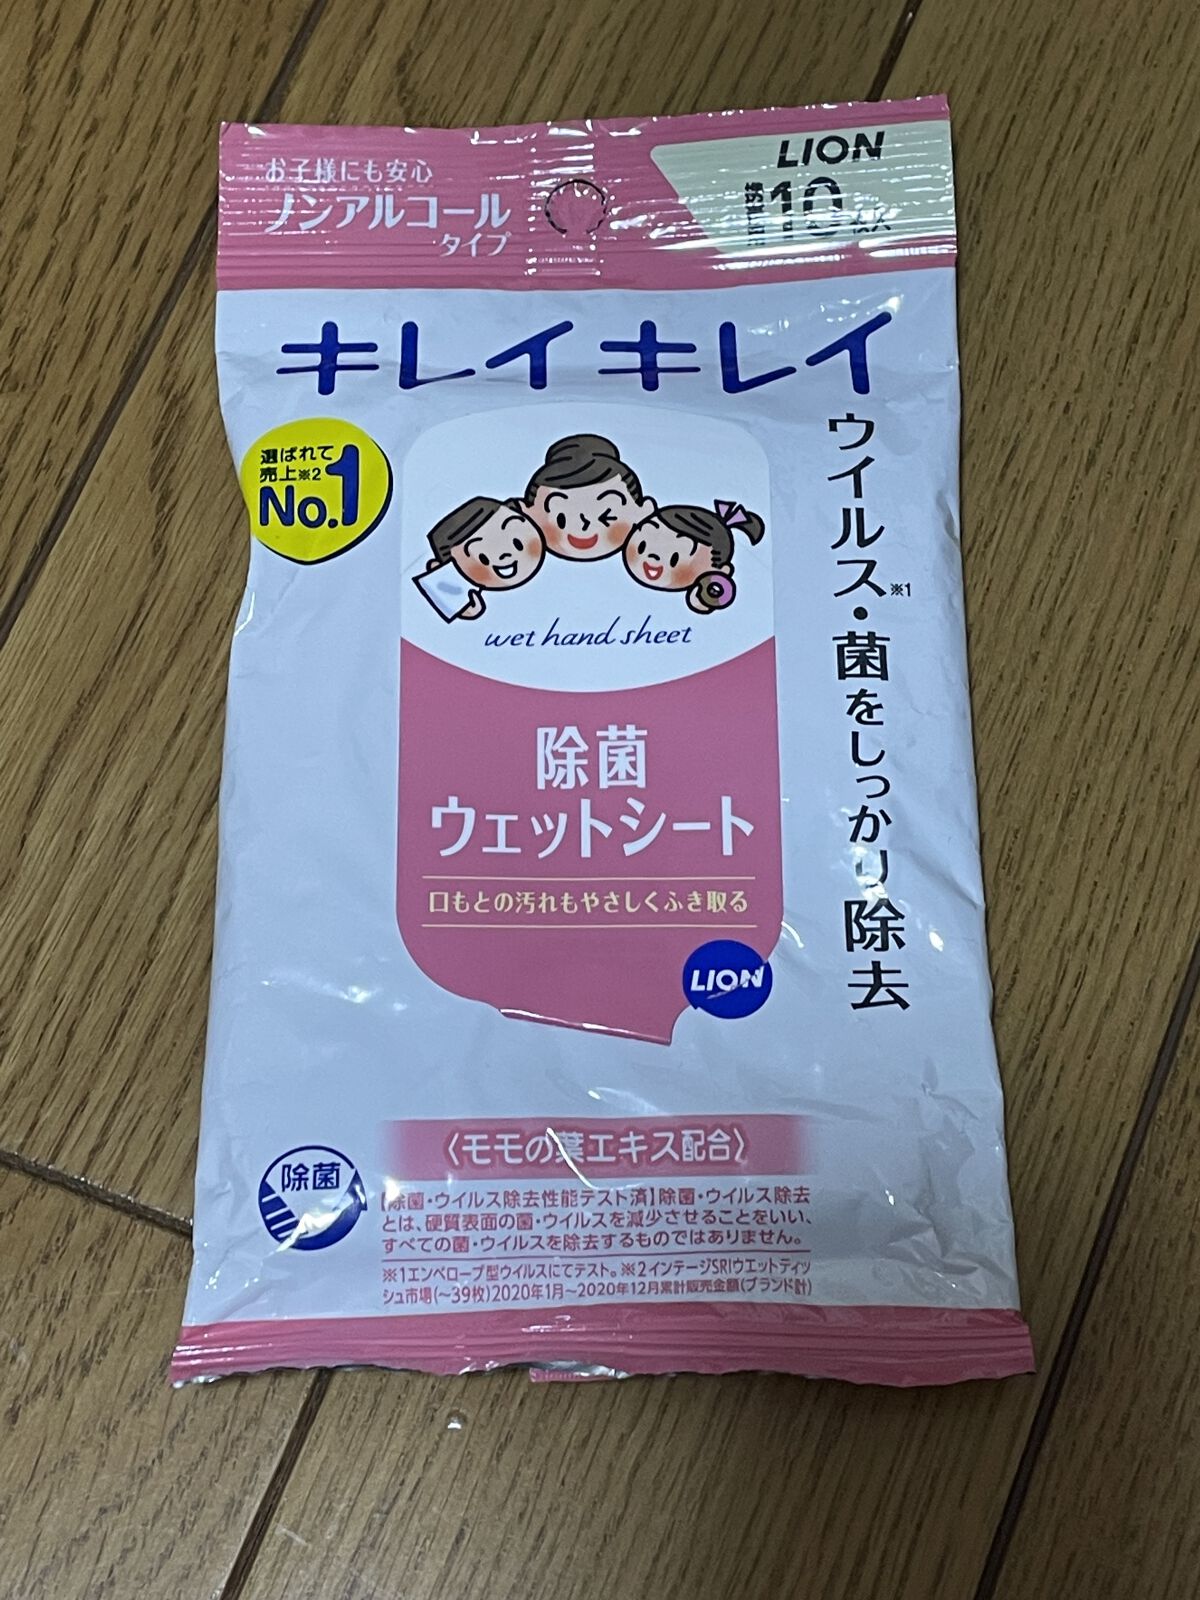 お子様にも安心
ノンアルコール
タイプ
LION
10枚入
キレイキレイ
選ばれて
売上※2
No.1
ウイルス※1・菌をしっかり除去
wet hand sheet
除菌
ウェットシート
口もとの汚れもやさしくふき取る
LION
〈モモの葉エキス配合〉
除菌
【除菌・ウイルス除去性能テスト済】除菌・ウイルス除去
とは、硬質表面の菌・ウイルスを減少させることをいい、
すべての菌・ウイルスを除去するものではありません。
※1エンベロープ型ウイルスにてテスト。※2インテージSRIウエットティッ
シュ市場(～39枚)2020年1月～2020年12月累計販売金額(ブランド計)